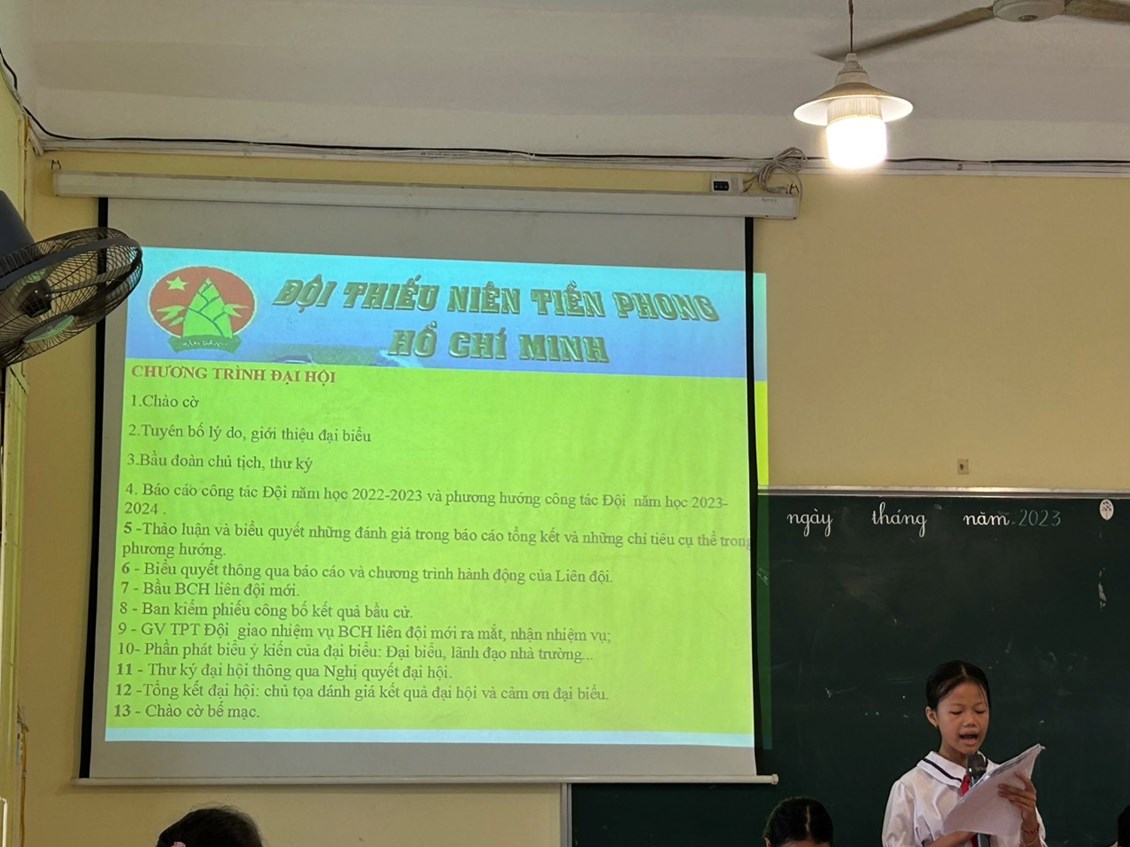 ĐỘI THIẾU NIÊN TIỀN PHONG
HỒ CHÍ MINH
CHƯƠNG TRÌNH ĐẠI HỘI
1.Chào cờ
2.Tuyên bố lý do, giới thiệu đại biểu
3.Bầu đoàn chủ tịch, thư ký
4. Báo cáo công tác Đội năm học 2022-2023 và phương hướng công tác Đội năm học 2023-
2024 .
5 -Thảo luận và biểu quyết những đánh giá trong báo cáo tổng kết và những chỉ tiêu cụ thể trong
phương hướng.
6 - Biểu quyết thông qua báo cáo và chương trình hành động của Liên đội.
7 - Bầu BCH liên đội mới.
8 - Ban kiểm phiếu công bố kết quả bầu cử.
9 - GV TPT Đội giao nhiệm vụ BCH liên đội mới ra mắt, nhận nhiệm vụ;
10- Phần phát biểu ý kiến của đại biểu: Đại biểu, lãnh đạo nhà trường...
11 - Thư ký đại hội thông qua Nghị quyết đại hội.
12 -Tổng kết đại hội: chủ tọa đánh giá kết quả đại hội và cảm ơn đại biểu.
13 - Chào cờ bế mạc.
ngày tháng năm 2023